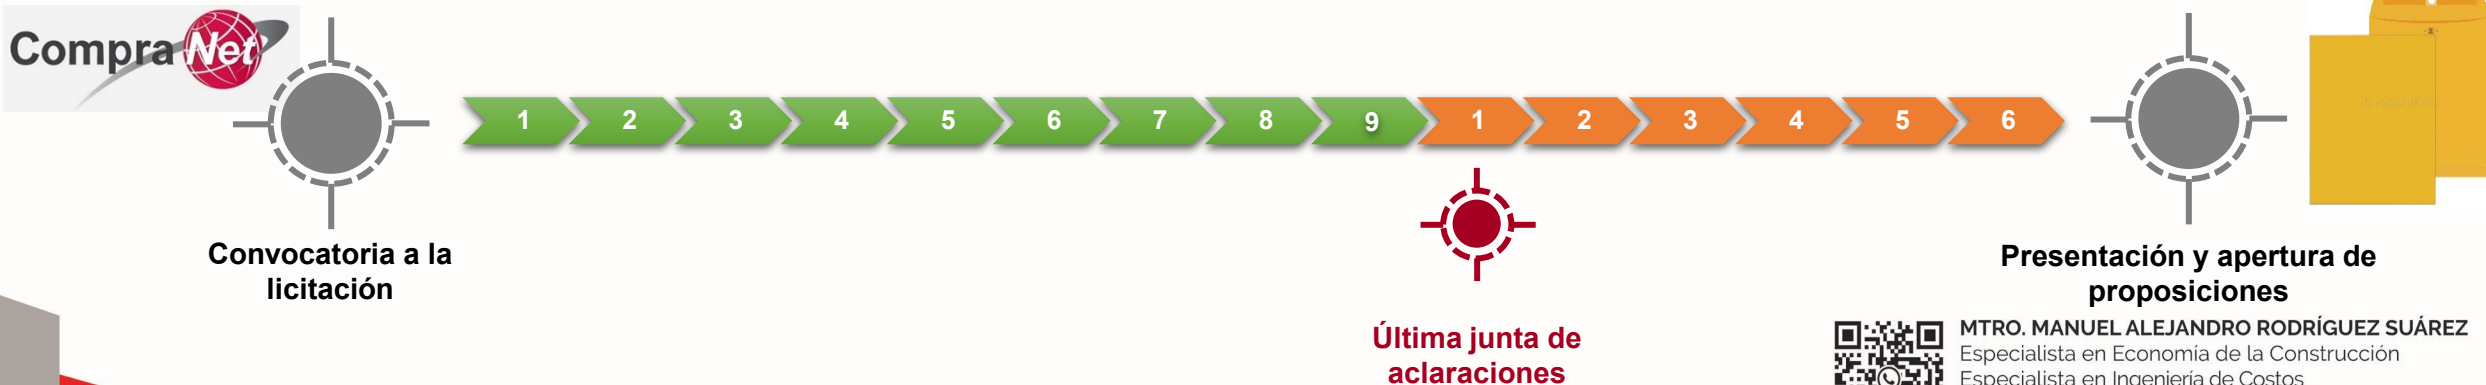 CompraNet
1 2 3 4 5 6 7 8 9 1 2 3 4 5 6
Convocatoria a la
licitación
Última junta de
aclaraciones
Presentación y apertura de
proposiciones
MTRO. MANUEL ALEJANDRO RODRÍGUEZ SUÁREZ
Especialista en Economía de la Construcción
Especialista en Ingeniería de Costos